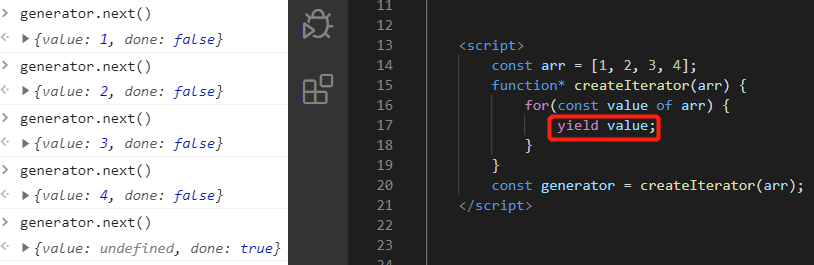 generator.next()
{value: 1, done: false}
generator.next()
{value: 2, done: false}
generator.next()
{value: 3, done: false}
generator.next()
{value: 4, done: false}
generator.next()
{value: undefined, done: true}
11
12
13 <script>
14 const arr = [1, 2, 3, 4];
15 function* createIterator(arr) {
16 for(const value of arr) {
17 yield value;
18 }
19 }
20 const generator = createIterator(arr);
21 </script>
22
23
24